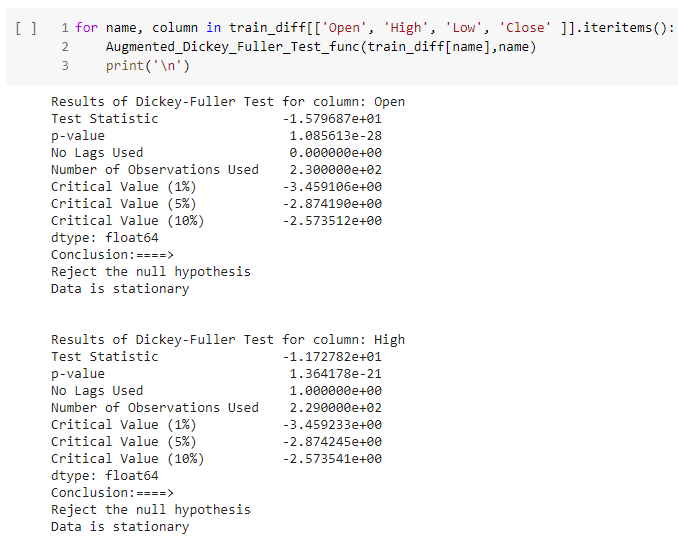 [ ] 1 for name, column in train_diff[['Open', 'High', 'Low', 'Close' ]].iteritems():
2 Augmented_Dickey_Fuller_Test_func(train_diff[name],name)
3 print('\n')
Results of Dickey-Fuller Test for column: Open
Test Statistic -1.579687e+01
p-value 1.085613e-28
No Lags Used 0.000000e+00
Number of Observations Used 2.300000e+02
Critical Value (1%) -3.459106e+00
Critical Value (5%) -2.874190e+00
Critical Value (10%) -2.573512e+00
dtype: float64
Conclusion:====>
Reject the null hypothesis
Data is stationary
Results of Dickey-Fuller Test for column: High
Test Statistic -1.172782e+01
p-value 1.364178e-21
No Lags Used 1.000000e+00
Number of Observations Used 2.290000e+02
Critical Value (1%) -3.459233e+00
Critical Value (5%) -2.874245e+00
Critical Value (10%) -2.573541e+00
dtype: float64
Conclusion:====>
Reject the null hypothesis
Data is stationary